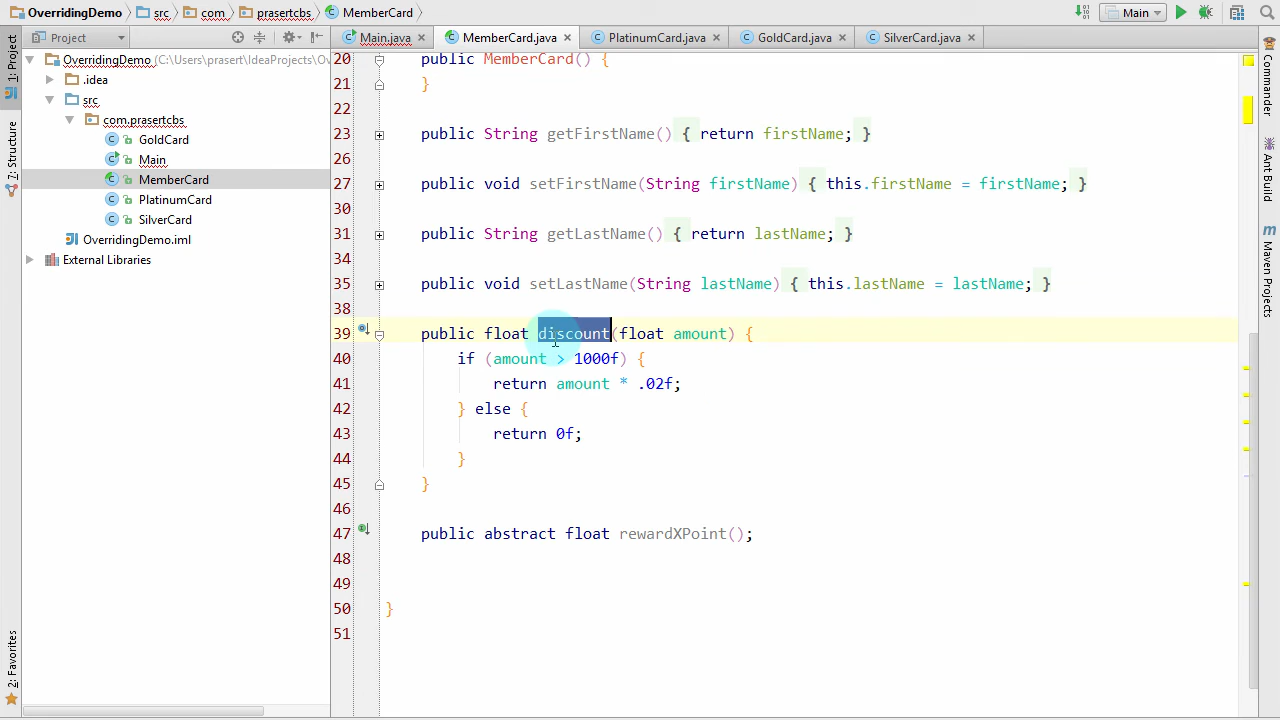 OverridingDemo src com prasertcbs MemberCard Main
Project Main.java MemberCard.java PlatinumCard.java GoldCard.java SilverCard.java
1: Project
7: Structure
2: Favorites
OverridingDemo (C:\Users\prasert\IdeaProjects\Ov
.idea
src
com.prasertcbs
GoldCard
Main
MemberCard
PlatinumCard
SilverCard
OverridingDemo.iml
External Libraries
20 public MemberCard() {
21 }
22
23 public String getFirstName() { return firstName; }
26
27 public void setFirstName(String firstName) { this.firstName = firstName; }
30
31 public String getLastName() { return lastName; }
34
35 public void setLastName(String lastName) { this.lastName = lastName; }
38
39 public float discount(float amount) {
40 if (amount > 1000f) {
41 return amount * .02f;
42 } else {
43 return 0f;
44 }
45 }
46
47 public abstract float rewardXPoint();
48
49
50 }
51
Commander
Ant Build
m Maven Projects